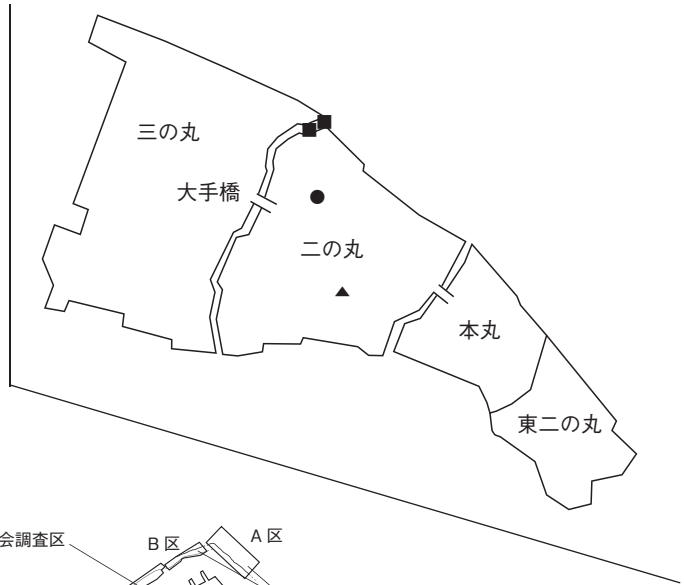 三の丸
大手橋
二の丸
本丸
東二の丸
会調査区
B区
A区